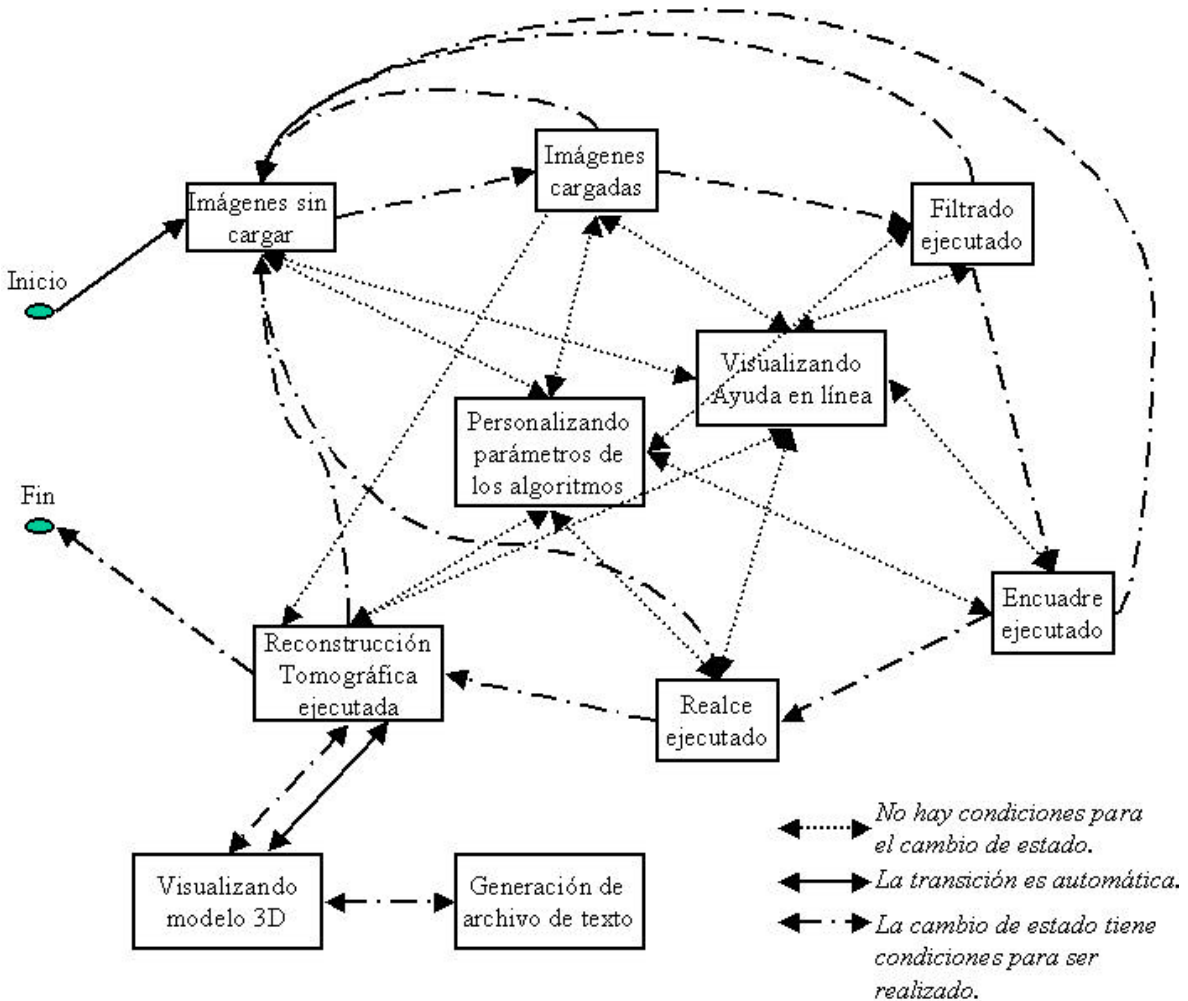 Imágenes
cargadas
Imágenes sin
cargar
Filtrado
ejecutado
Inicio
Visualizando
Ayuda en línea
Personalizando
parámetros de
los algoritmos
Fin
Encuadre
ejecutado
Reconstrucción
Tomográfica
ejecutada
Realce
ejecutado
No hay condiciones para
el cambio de estado.
La transición es automática.
La cambio de estado tiene
condiciones para ser
realizado.
Visualizando
modelo 3D
Generación de
archivo de texto